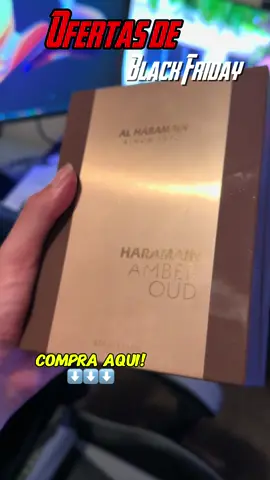 OFERTAS DE
BLACK FRIDAY
AL HARAMAIN
HARAMAIN
AMBER
OUD
COMPRA AQUI!